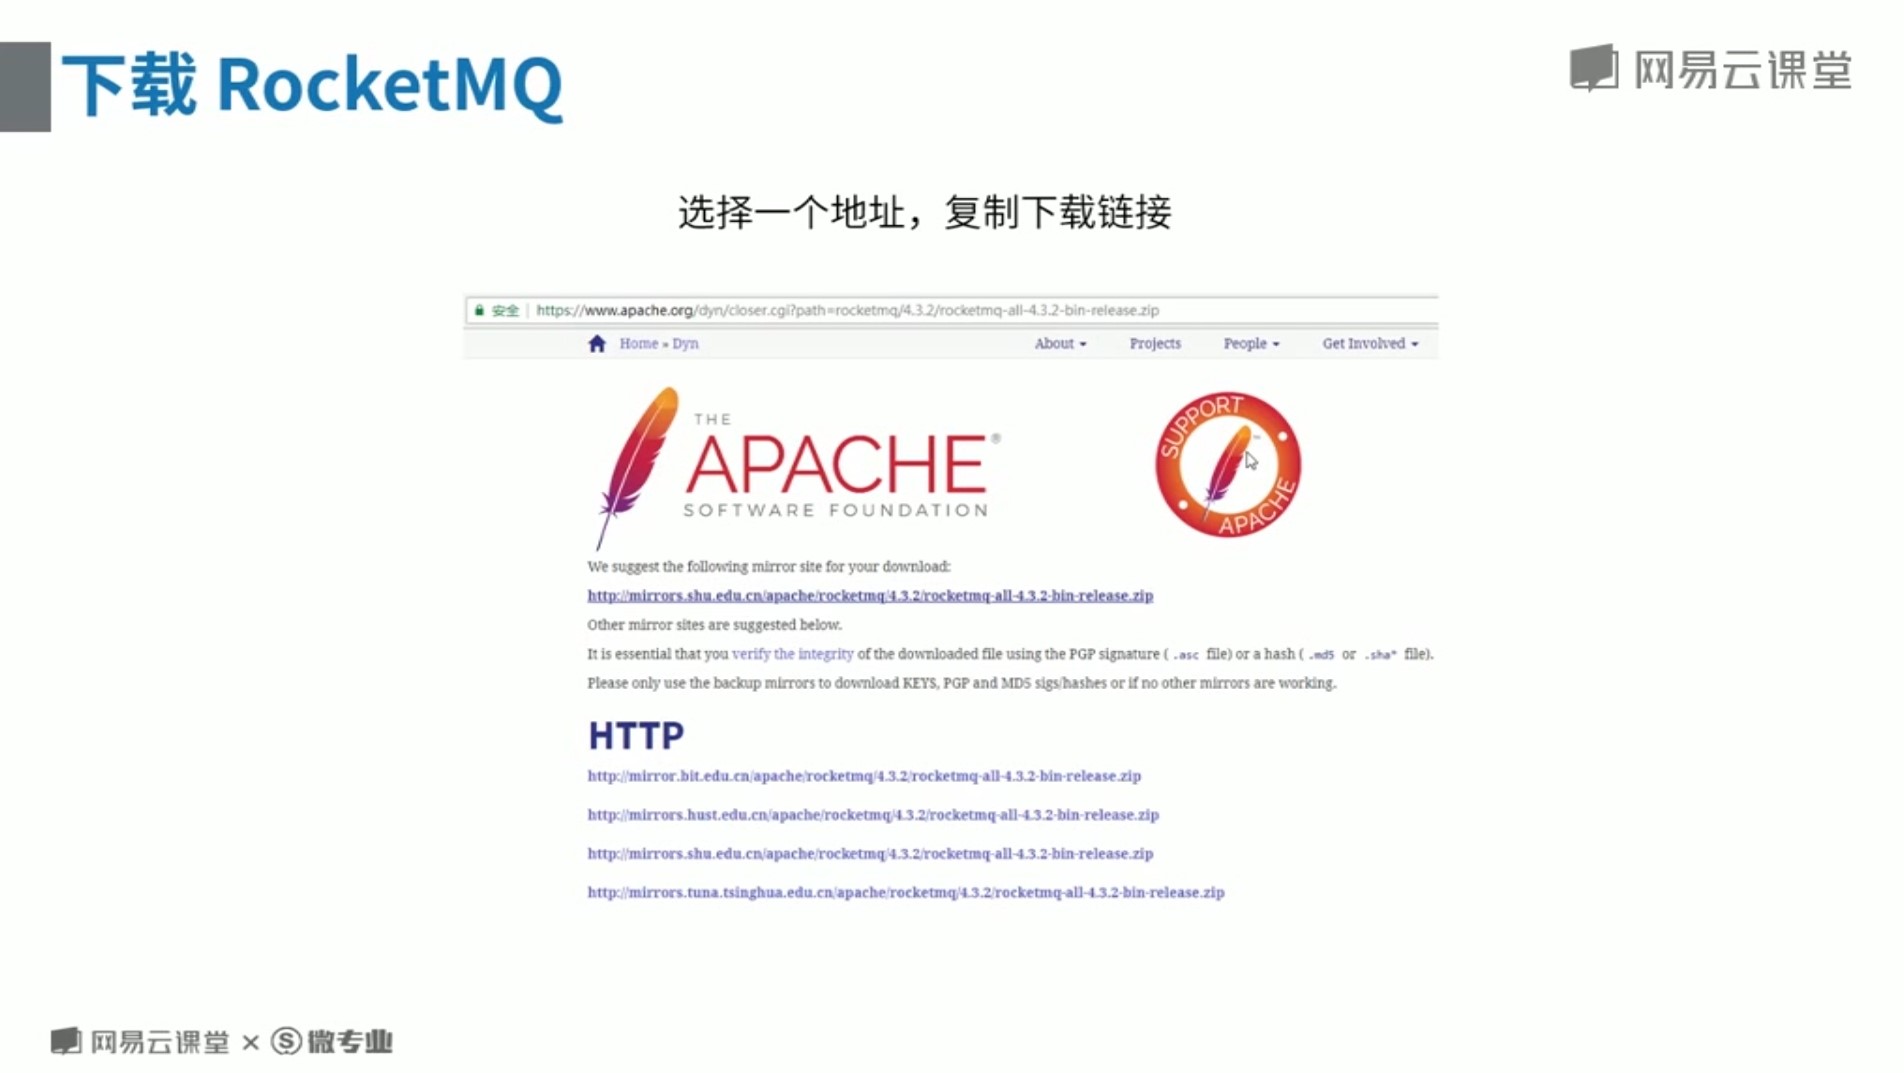 下载 RocketMQ
网易云课堂
选择一个地址，复制下载链接
安全 | https://www.apache.org/dyn/closer.cgi?path=rocketmq/4.3.2/rocketmq-all-4.3.2-bin-release.zip
Home » Dyn About Projects People Get Involved
THE
APACHE®
SOFTWARE FOUNDATION
SUPPORT
APACHE
We suggest the following mirror site for your download:
http://mirrors.shu.edu.cn/apache/rocketmq/4.3.2/rocketmq-all-4.3.2-bin-release.zip
Other mirror sites are suggested below.
It is essential that you verify the integrity of the downloaded file using the PGP signature ( .asc file) or a hash ( .md5 or .sha* file).
Please only use the backup mirrors to download KEYS, PGP and MD5 sigs/hashes or if no other mirrors are working.
HTTP
http://mirror.bit.edu.cn/apache/rocketmq/4.3.2/rocketmq-all-4.3.2-bin-release.zip
http://mirrors.hust.edu.cn/apache/rocketmq/4.3.2/rocketmq-all-4.3.2-bin-release.zip
http://mirrors.shu.edu.cn/apache/rocketmq/4.3.2/rocketmq-all-4.3.2-bin-release.zip
http://mirrors.tuna.tsinghua.edu.cn/apache/rocketmq/4.3.2/rocketmq-all-4.3.2-bin-release.zip
网易云课堂 × S 微专业